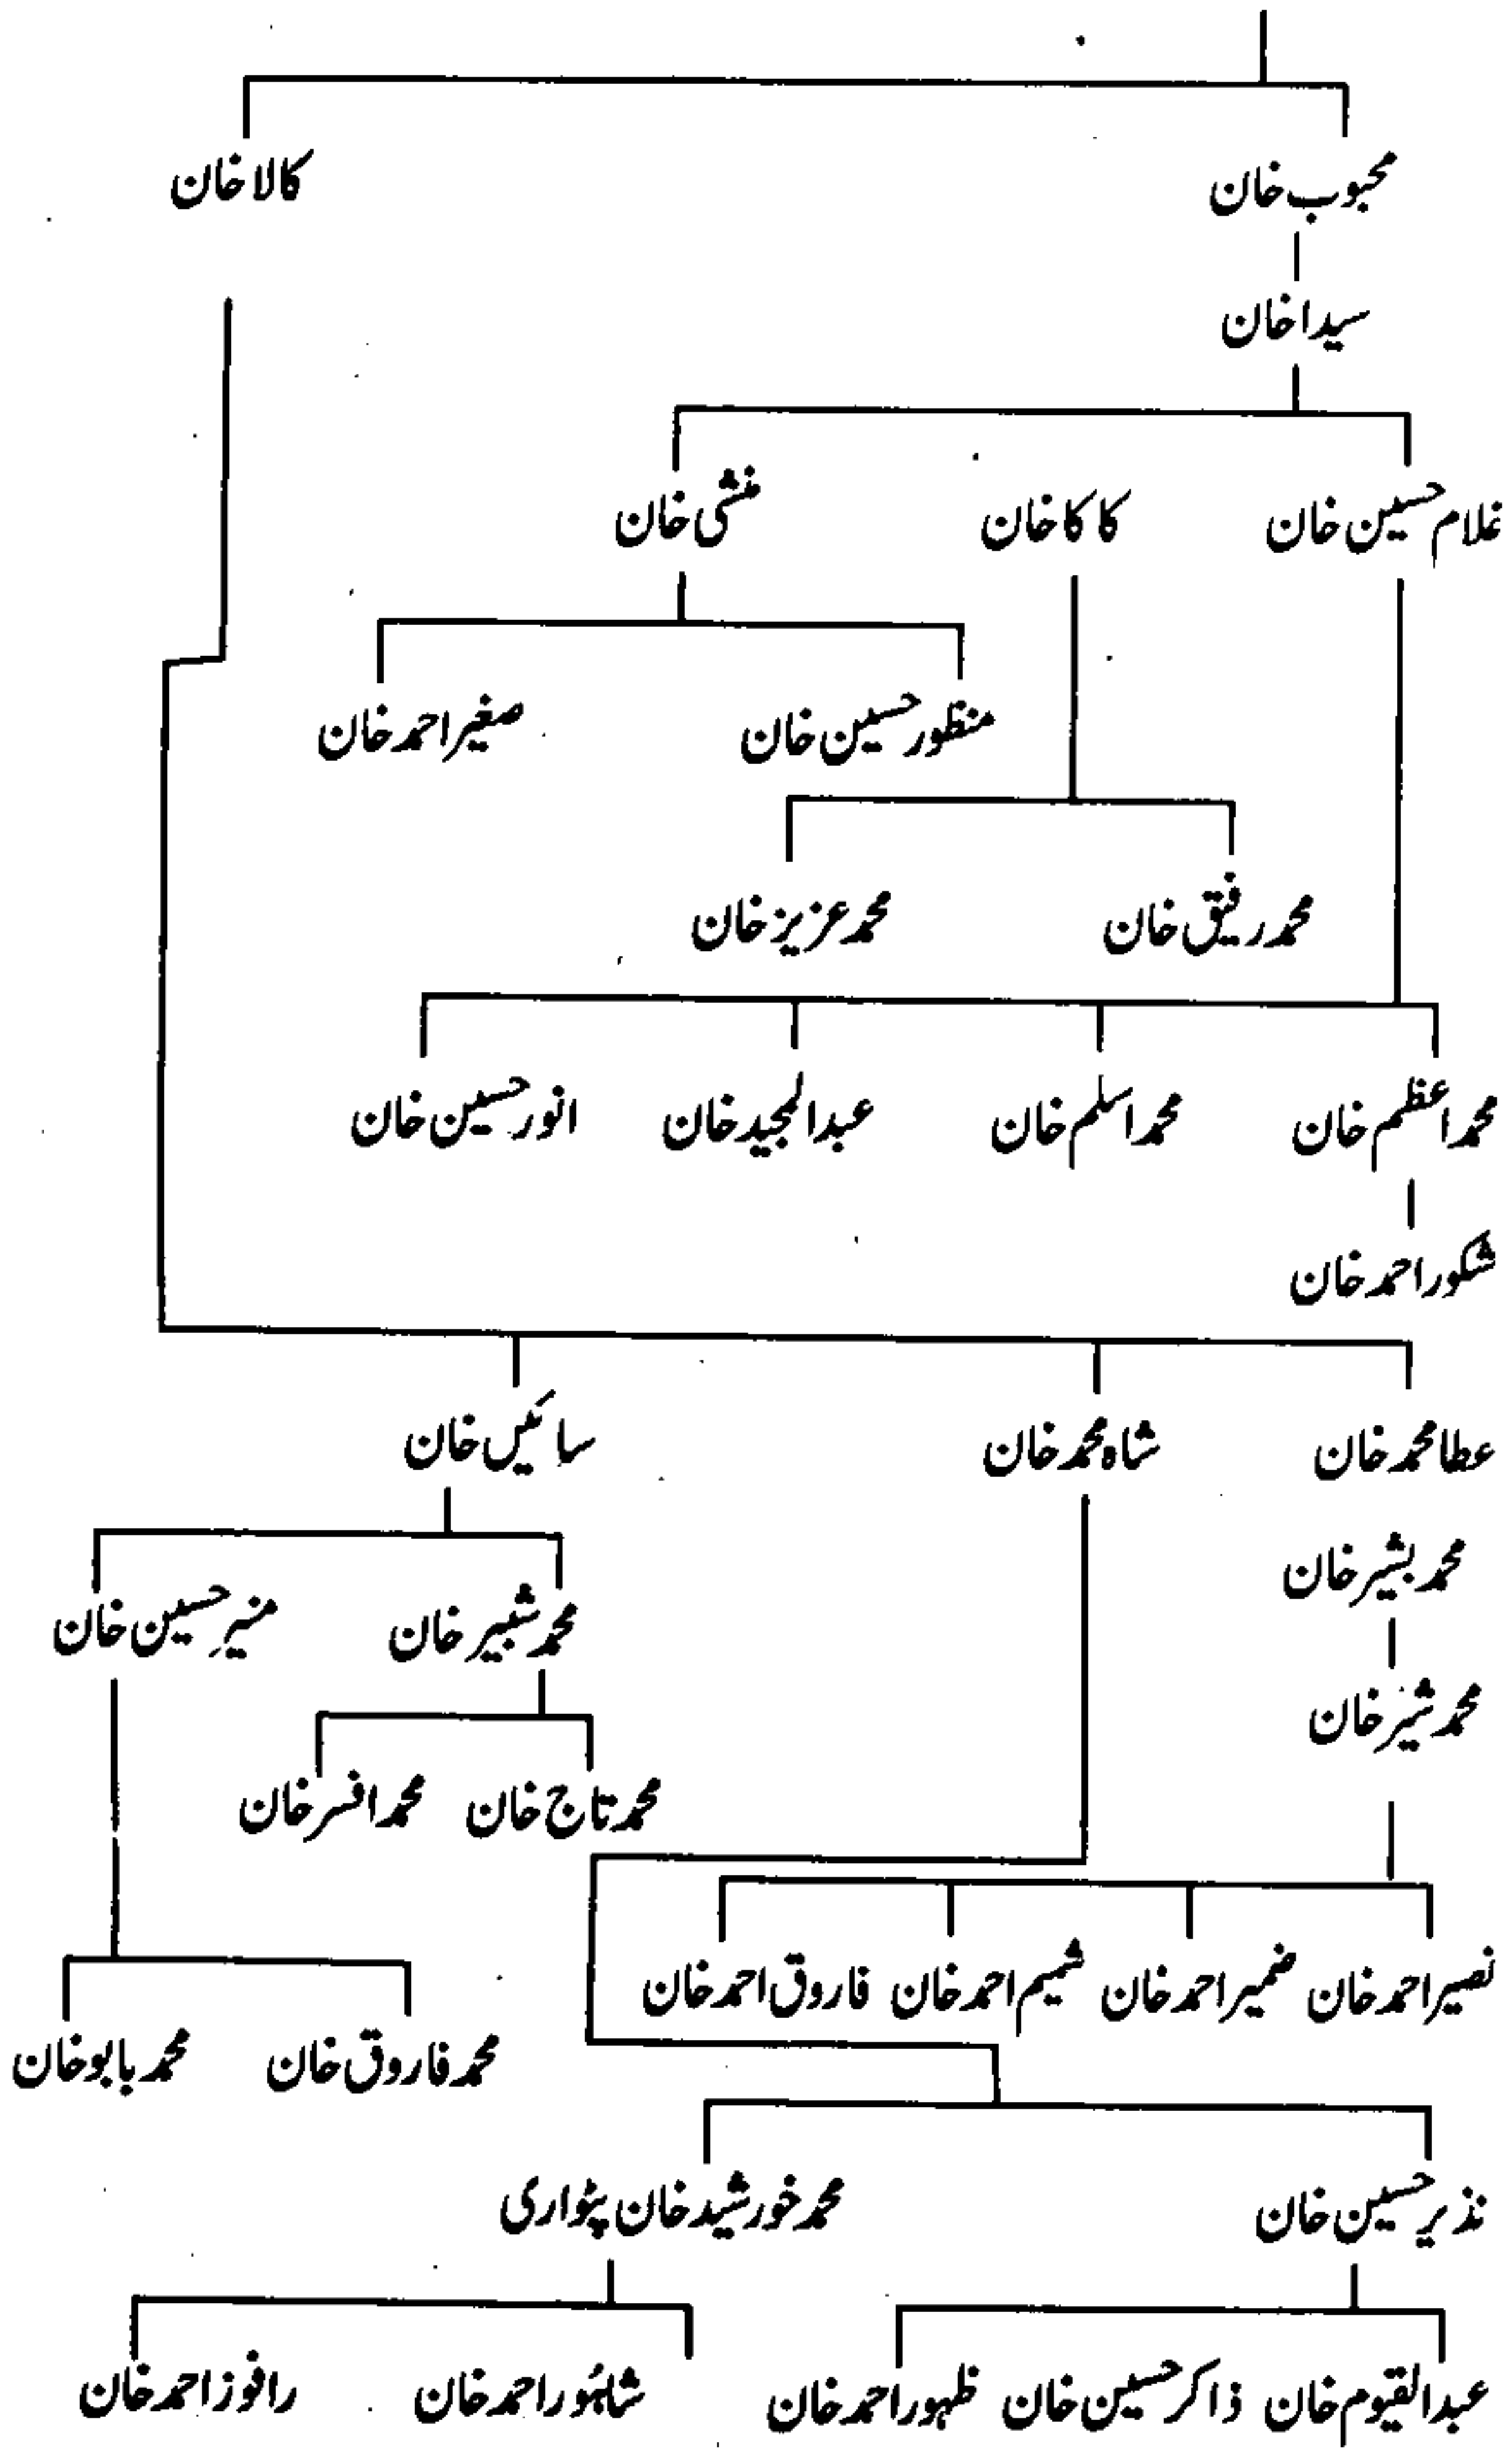 محبوب خان کالا خان
سیدا خان
غلام حسین خان کاکا خان منشی خان
منظور حسین خان صغیر احمد خان
محمد رفیق خان محمد عزیز خان
محمد اعظم خان محمد اسلم خان عبدالمجید خان انور حسین خان
شکور احمد خان
عطا محمد خان شاہ محمد خان سائیں خان
محمد بشیر خان
محمد شبیر خان منیر حسین خان
محمد شیر خان
محمد تاج خان محمد افسر خان
نصیر احمد خان ضمیر احمد خان شمیم احمد خان فاروق احمد خان
محمد فاروق خان محمد بابو خان
نذیر حسین خان محمد خورشید خان پٹواری
عبدالقیوم خان ذاکر حسین خان ظہور احمد خان احمد خان رافوز احمد خان